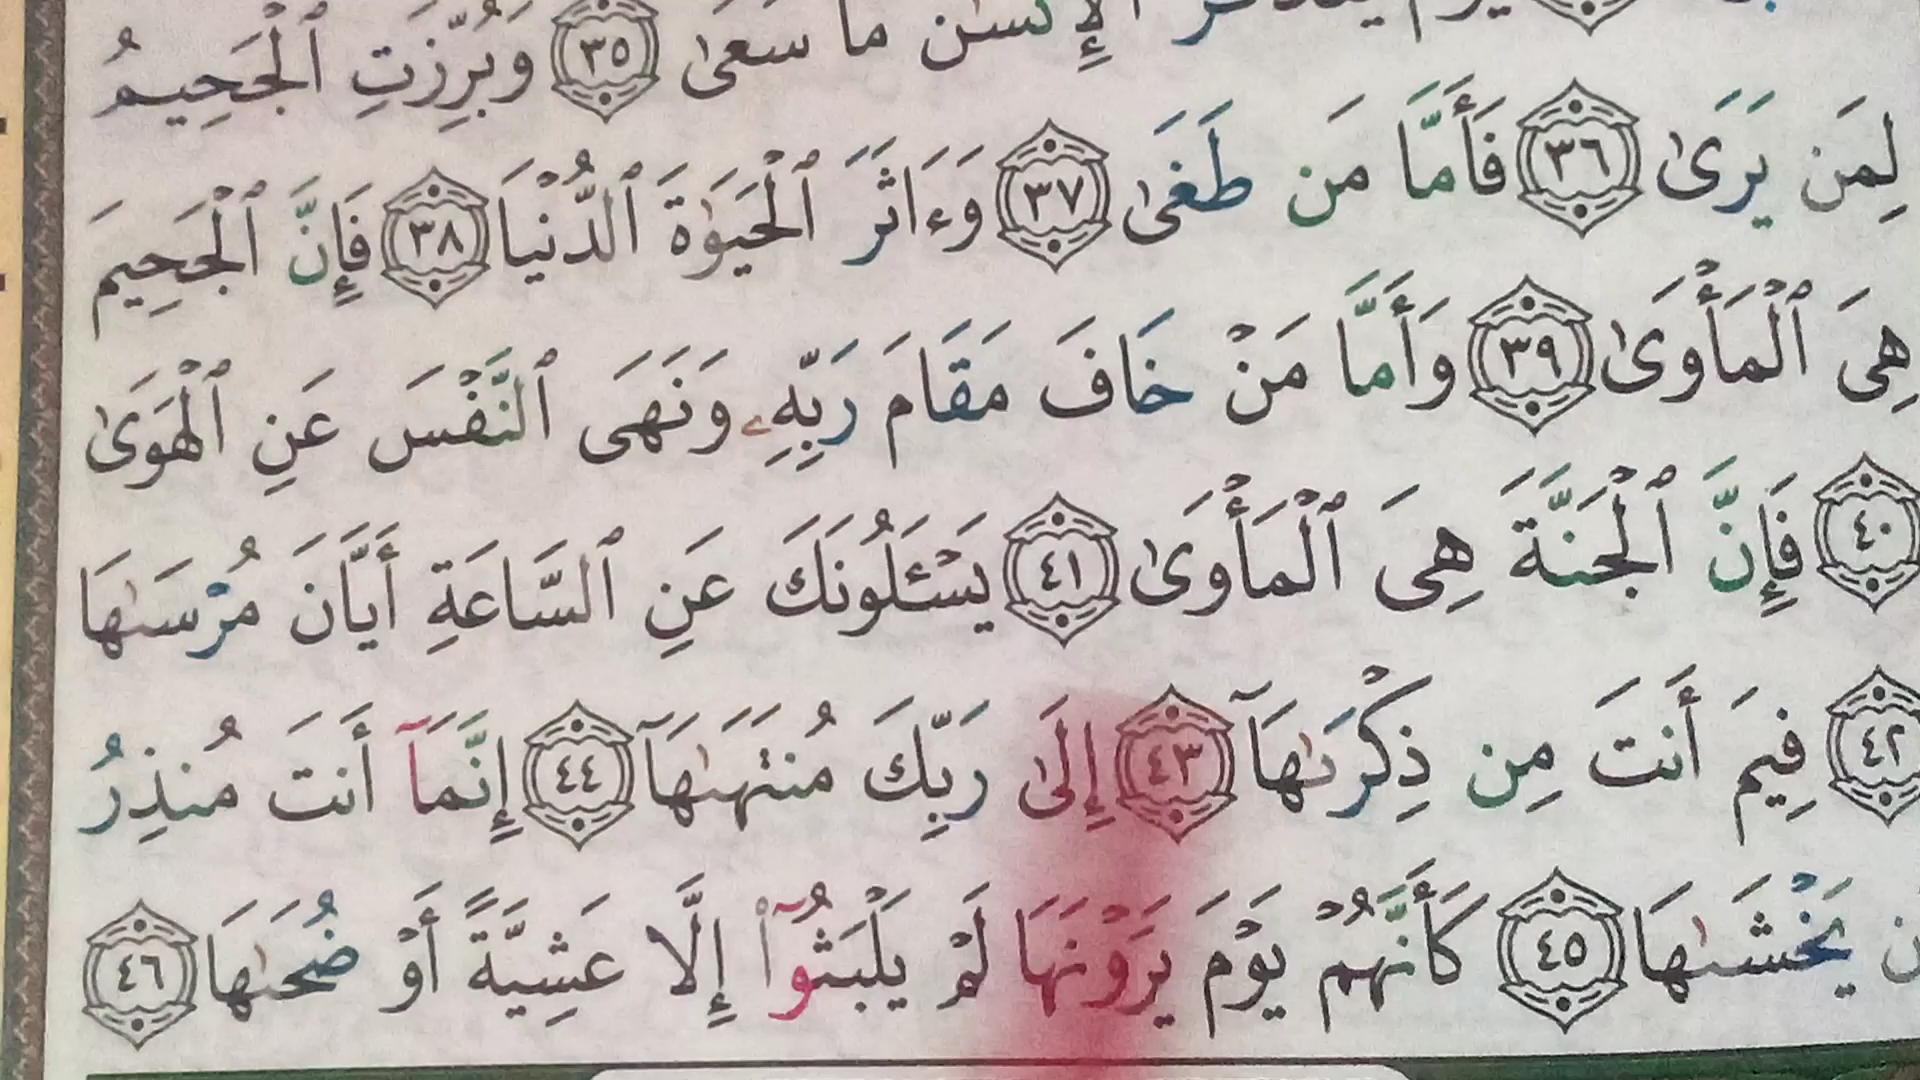 ٱلْإِنسَٰنُ مَا سَعَىٰ ٣٥ وَبُرِّزَتِ ٱلْجَحِيمُ
لِمَن يَرَىٰ ٣٦ فَأَمَّا مَن طَغَىٰ ٣٧ وَءَاثَرَ ٱلْحَيَوٰةَ ٱلدُّنْيَا ٣٨ فَإِنَّ ٱلْجَحِيمَ
هِىَ ٱلْمَأْوَىٰ ٣٩ وَأَمَّا مَنْ خَافَ مَقَامَ رَبِّهِۦ وَنَهَى ٱلنَّفْسَ عَنِ ٱلْهَوَىٰ
٤٠ فَإِنَّ ٱلْجَنَّةَ هِىَ ٱلْمَأْوَىٰ ٤١ يَسْـَٔلُونَكَ عَنِ ٱلسَّاعَةِ أَيَّانَ مُرْسَىٰهَا
٤٢ فِيمَ أَنتَ مِن ذِكْرَىٰهَآ ٤٣ إِلَىٰ رَبِّكَ مُنتَهَىٰهَآ ٤٤ إِنَّمَآ أَنتَ مُنذِرُ
يَخْشَىٰهَا ٤٥ كَأَنَّهُمْ يَوْمَ يَرَوْنَهَا لَمْ يَلْبَثُوٓا۟ إِلَّا عَشِيَّةً أَوْ ضُحَىٰهَا ٤٦